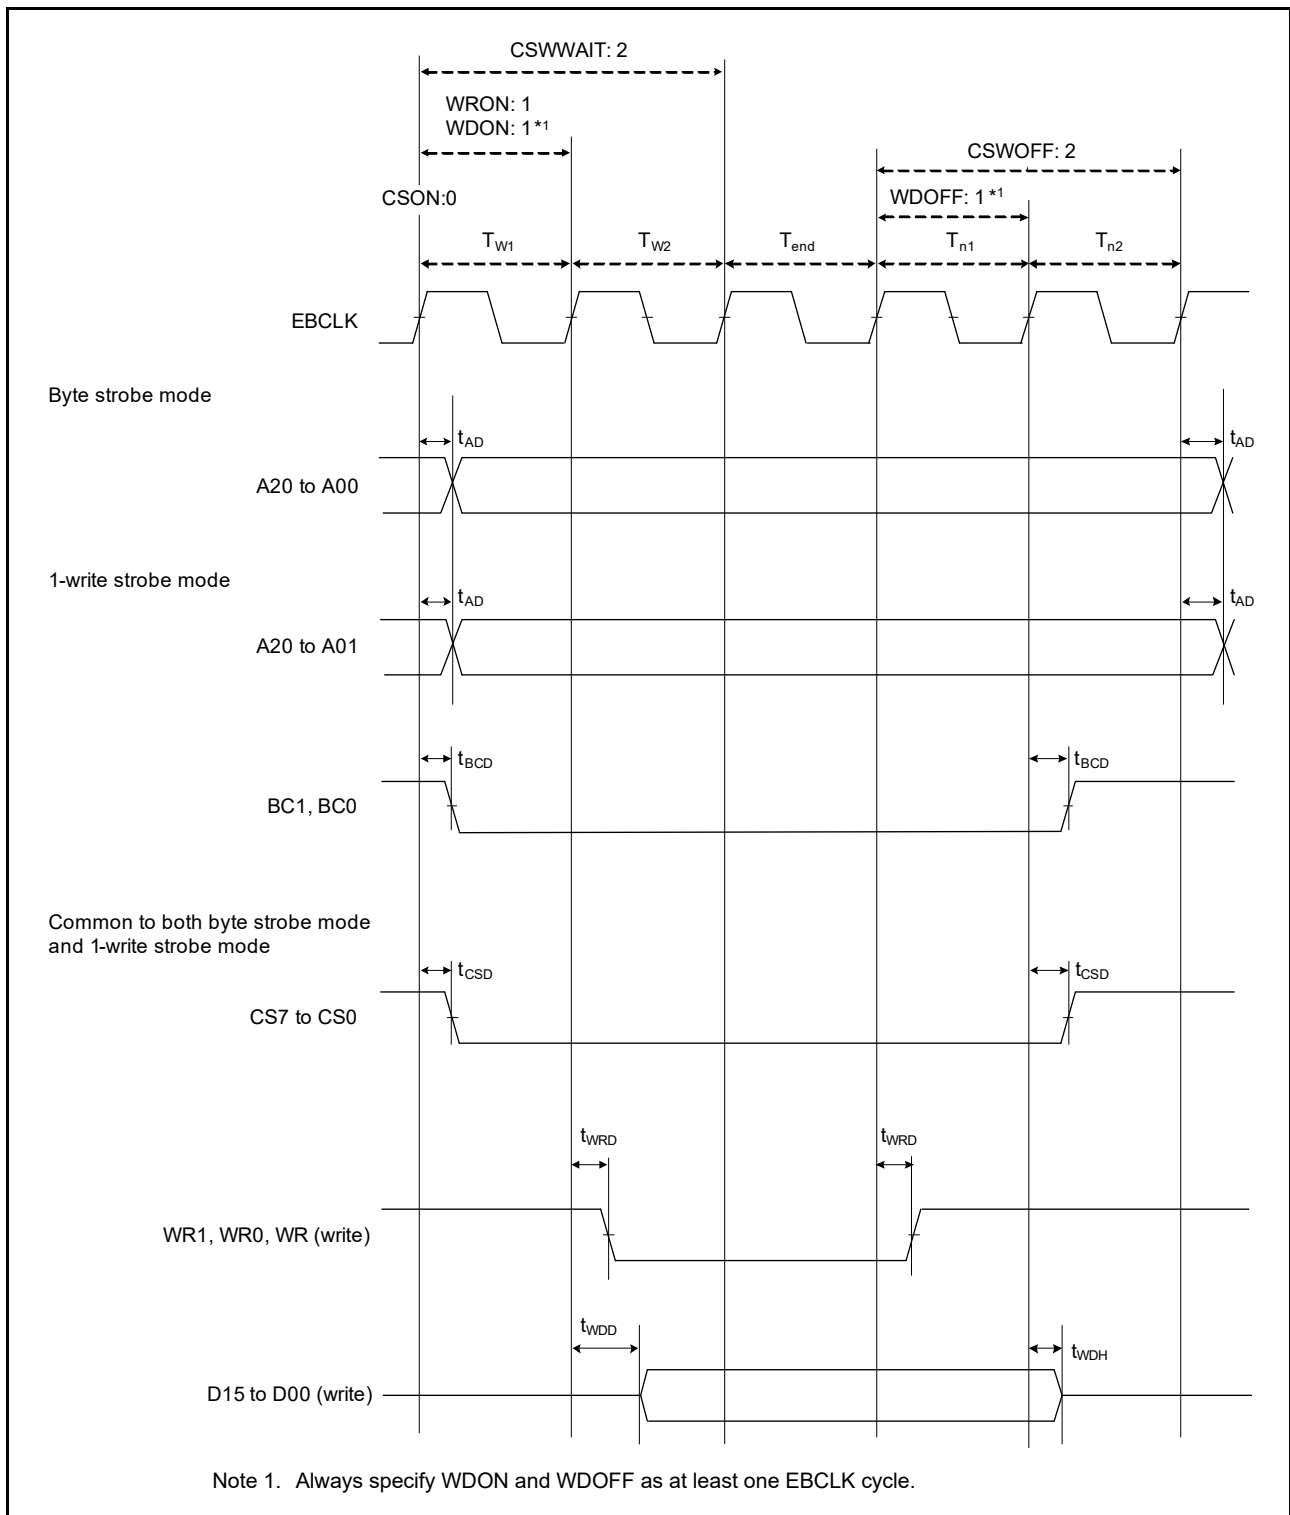 CSWWAIT: 2
WRON: 1
WDON: 1*1
CSWOFF: 2
CSON:0
WDOFF: 1*1
TW1 TW2 Tend Tn1 Tn2
EBCLK
Byte strobe mode
tAD tAD
A20 to A00
1-write strobe mode
tAD tAD
A20 to A01
tBCD tBCD
BC1, BC0
Common to both byte strobe mode
and 1-write strobe mode
tCSD tCSD
CS7 to CS0
tWRD tWRD
WR1, WR0, WR (write)
tWDD tWDH
D15 to D00 (write)
Note 1. Always specify WDON and WDOFF as at least one EBCLK cycle.